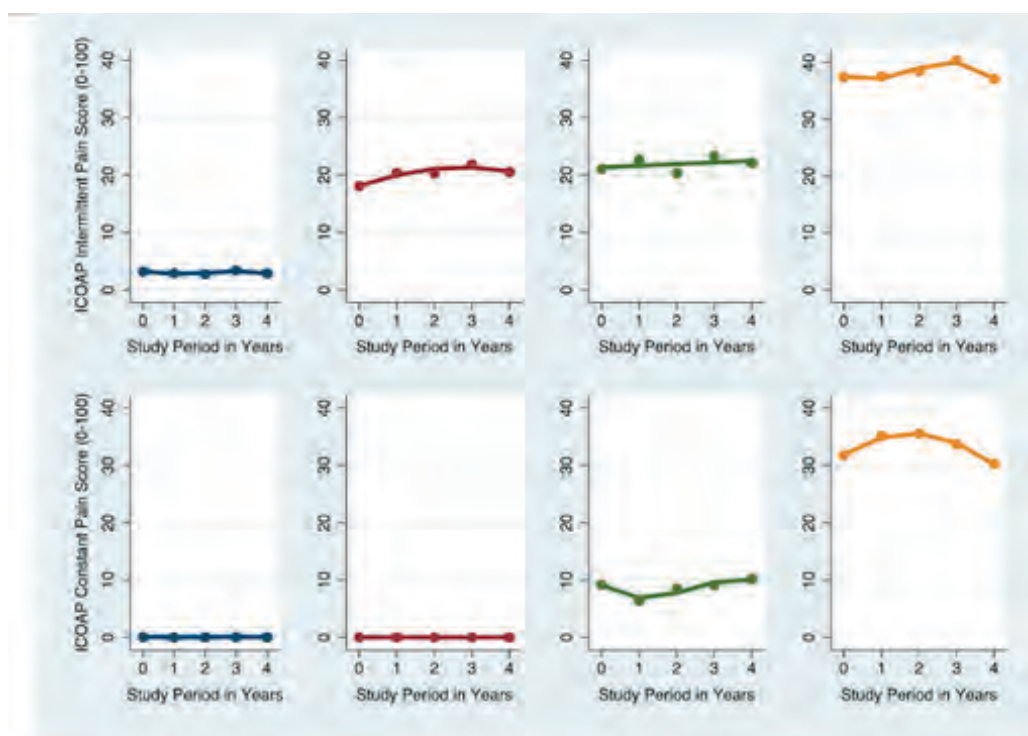 ICOAP Intermittent Pain Score (0-100)
40 40 40 40
30 30 30 30
20 20 20 20
10 10 10 10
0 0 0 0
0 1 2 3 4 0 1 2 3 4 0 1 2 3 4 0 1 2 3 4
Study Period in Years Study Period in Years Study Period in Years Study Period in Years
ICOAP Constant Pain Score (0-100)
40 40 40 40
30 30 30 30
20 20 20 20
10 10 10 10
0 0 0 0
0 1 2 3 4 0 1 2 3 4 0 1 2 3 4 0 1 2 3 4
Study Period in Years Study Period in Years Study Period in Years Study Period in Years